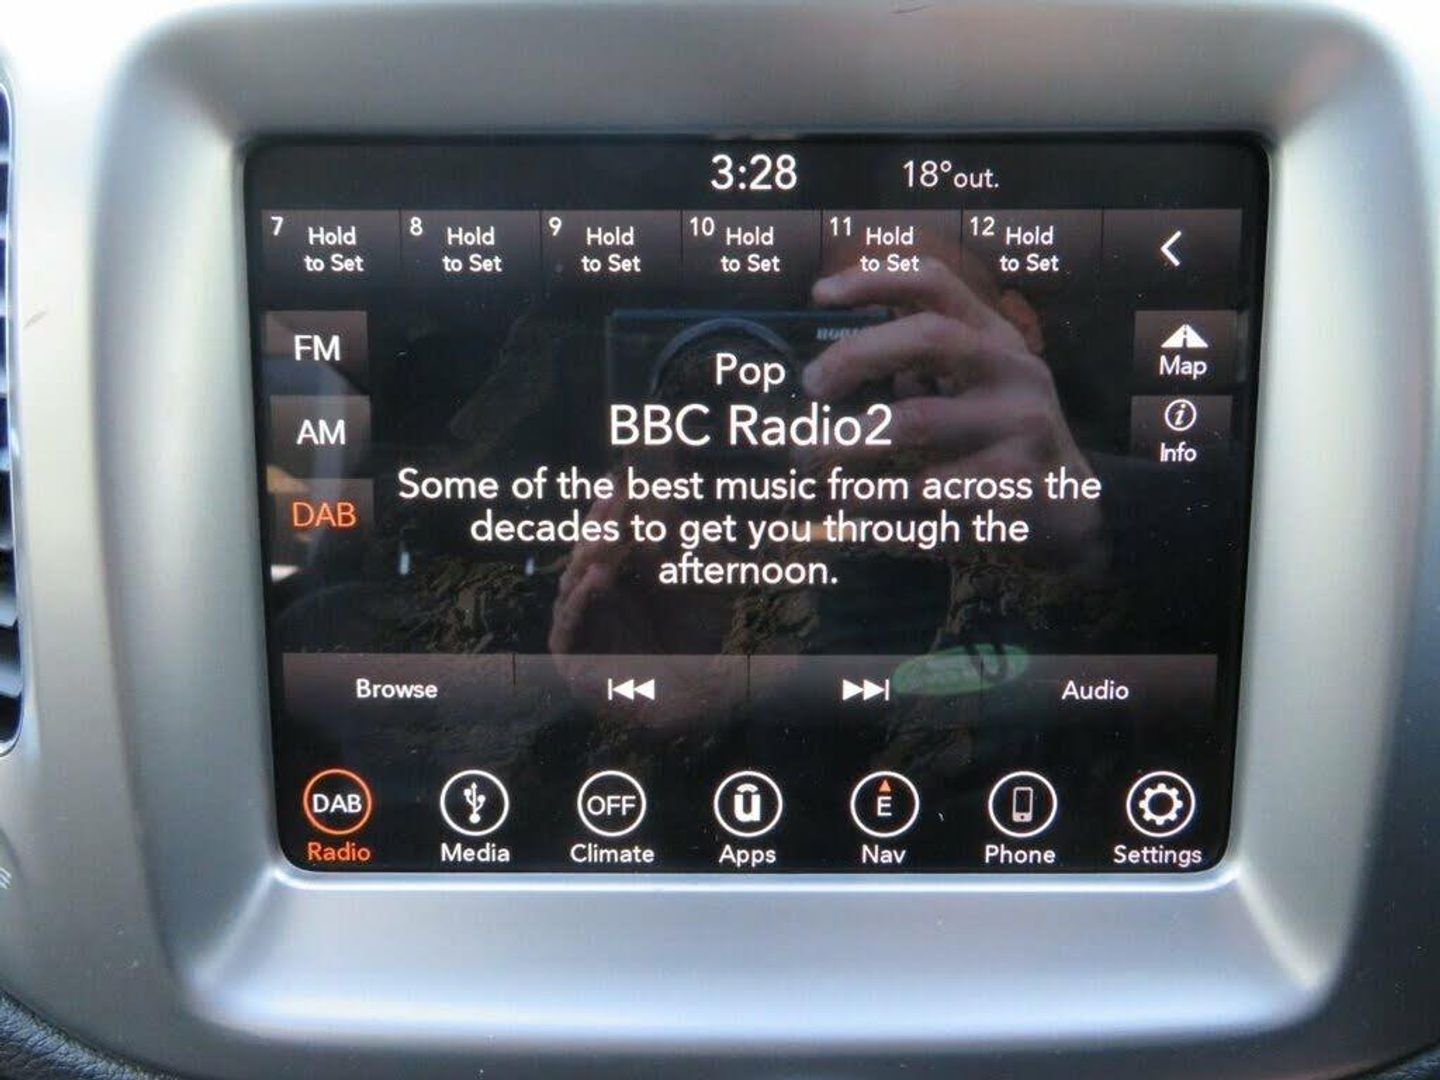 3:28 18°out.
7 Hold to Set 8 Hold to Set 9 Hold to Set 10 Hold to Set 11 Hold to Set 12 Hold to Set
FM
Map
Pop
BBC Radio2
AM
Info
Some of the best music from across the
DAB
decades to get you through the
afternoon.
Browse Audio
DAB OFF E
Radio Media Climate Apps Nav Phone Settings